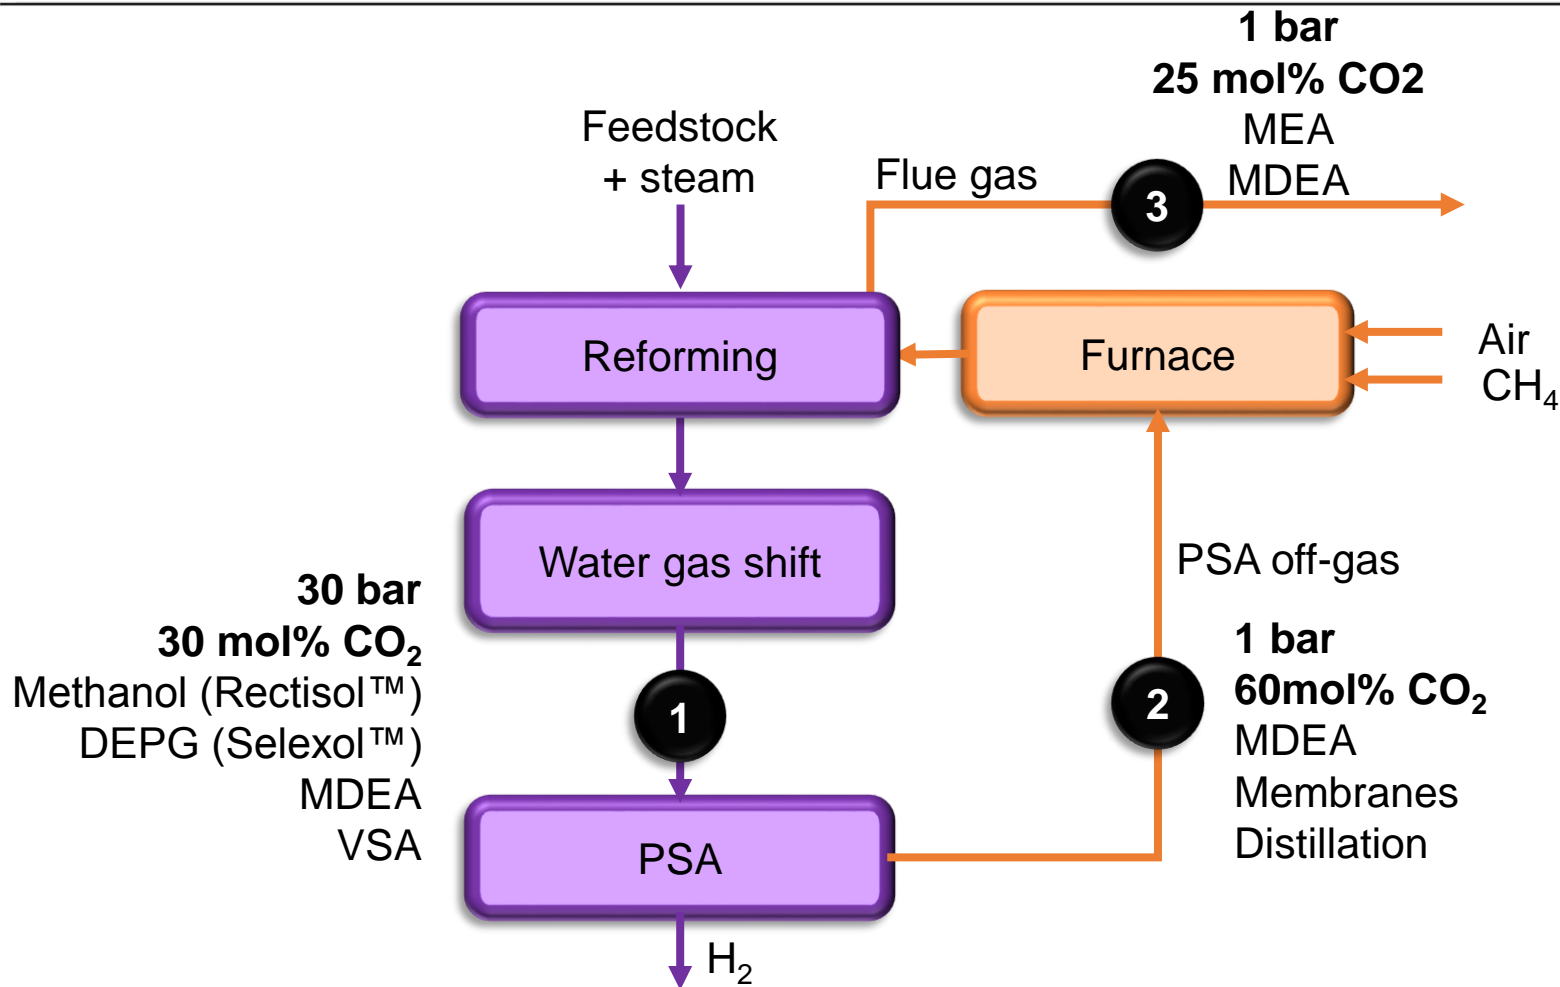 1 bar
25 mol% CO2
MEA
MDEA
Feedstock
+ steam
Flue gas
3
Reforming
Furnace
Air
CH₄
Water gas shift
PSA off-gas
30 bar
30 mol% CO₂
Methanol (Rectisol™)
DEPG (Selexol™)
MDEA
VSA
1
2
1 bar
60mol% CO₂
MDEA
Membranes
Distillation
PSA
H₂